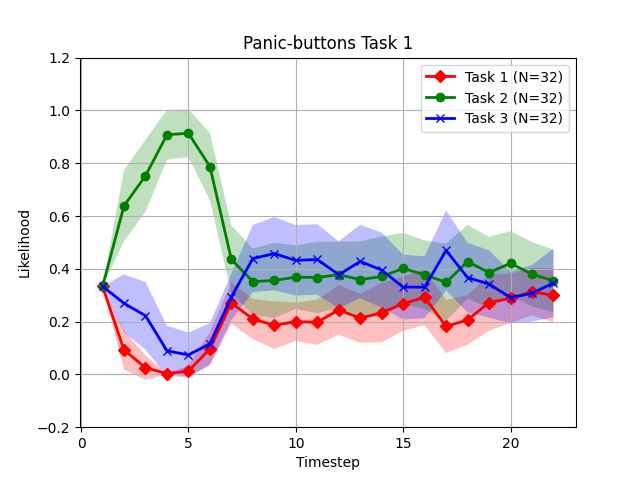 Panic-buttons Task 1
1.2
1.0
0.8
0.6
0.4
0.2
0.0
−0.2
Likelihood
Task 1 (N=32)
Task 2 (N=32)
Task 3 (N=32)
0 5 10 15 20
Timestep